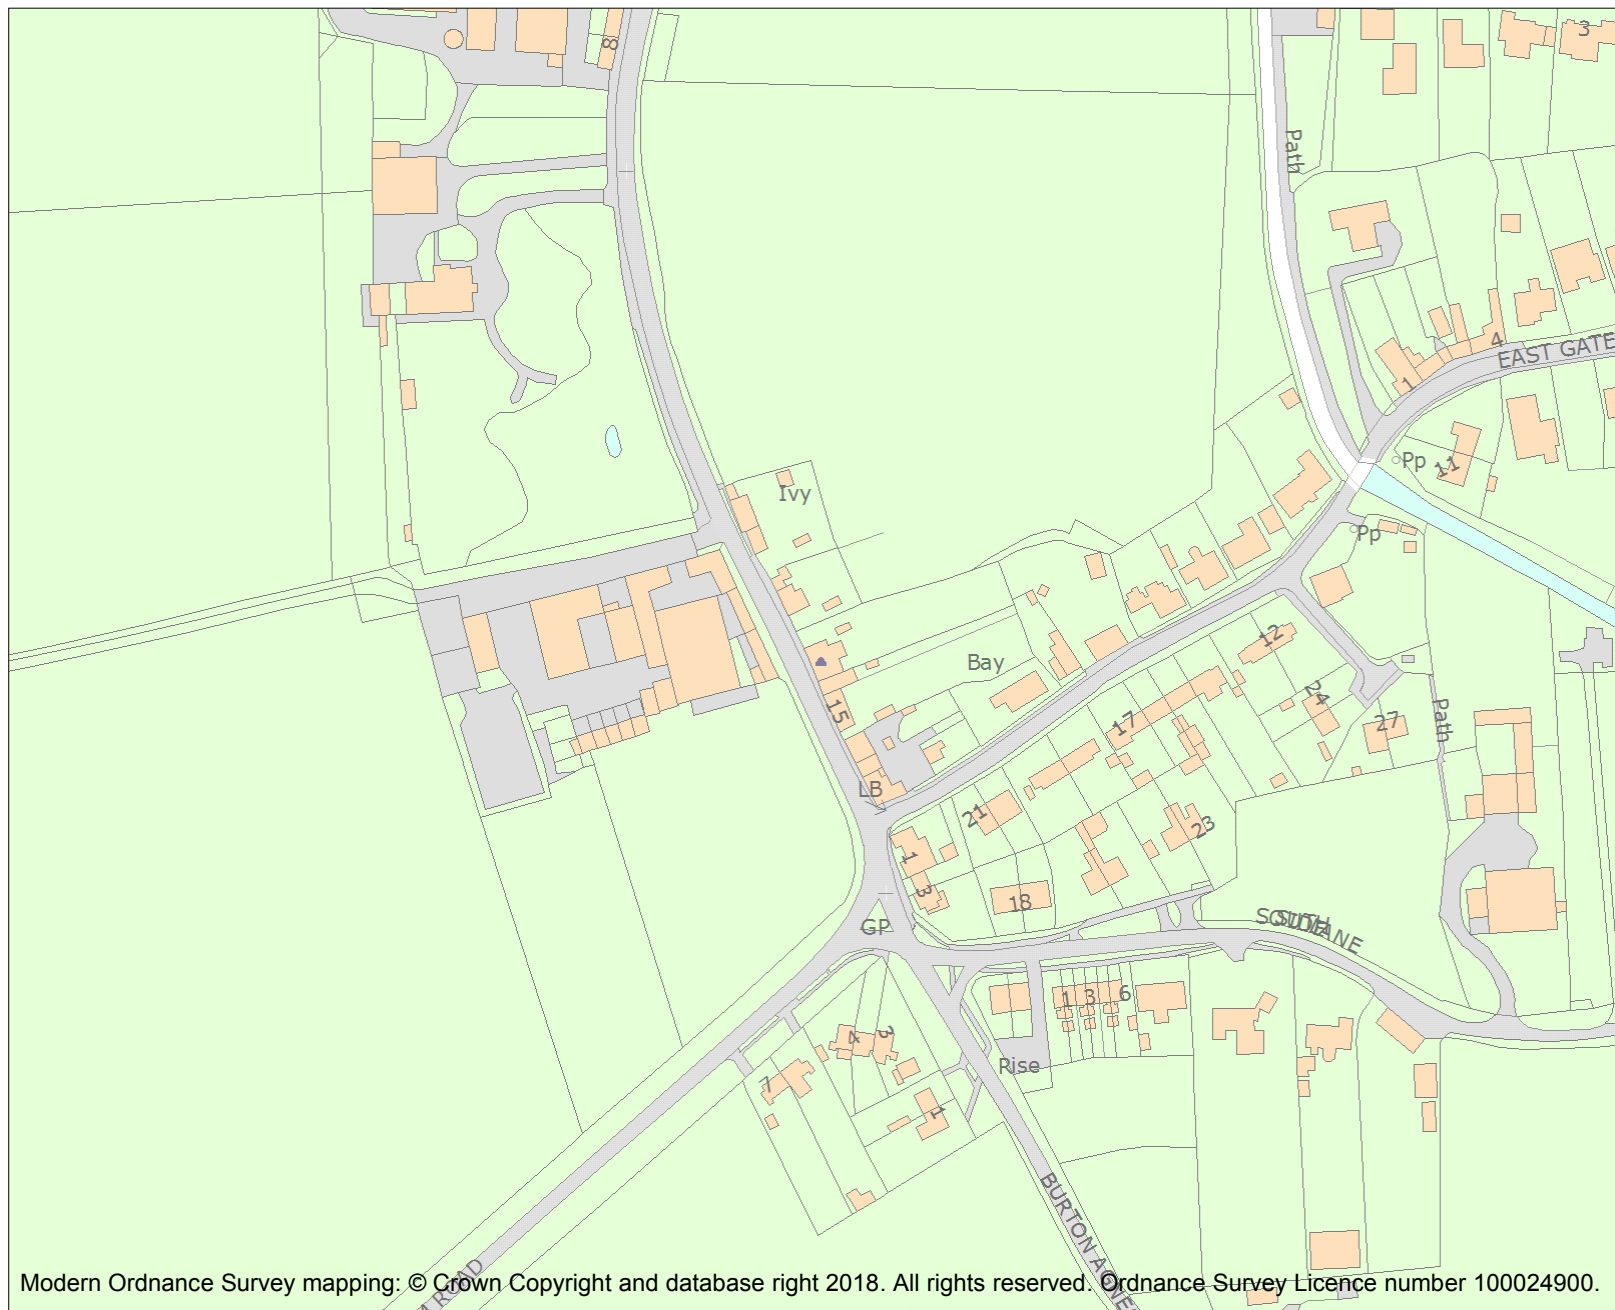 8
3
Path
4
EAST GATE
1
Pp
11
Ivy
Pp
12
Bay
24
15
17
27
Path
LB
21
23
1
3
18
GP
SOUTH
LANE
1
3
6
4
3
Rise
7
1
BURTON AGNE
ROAD
Modern Ordnance Survey mapping: © Crown Copyright and database right 2018. All rights reserved. Ordnance Survey Licence number 100024900.